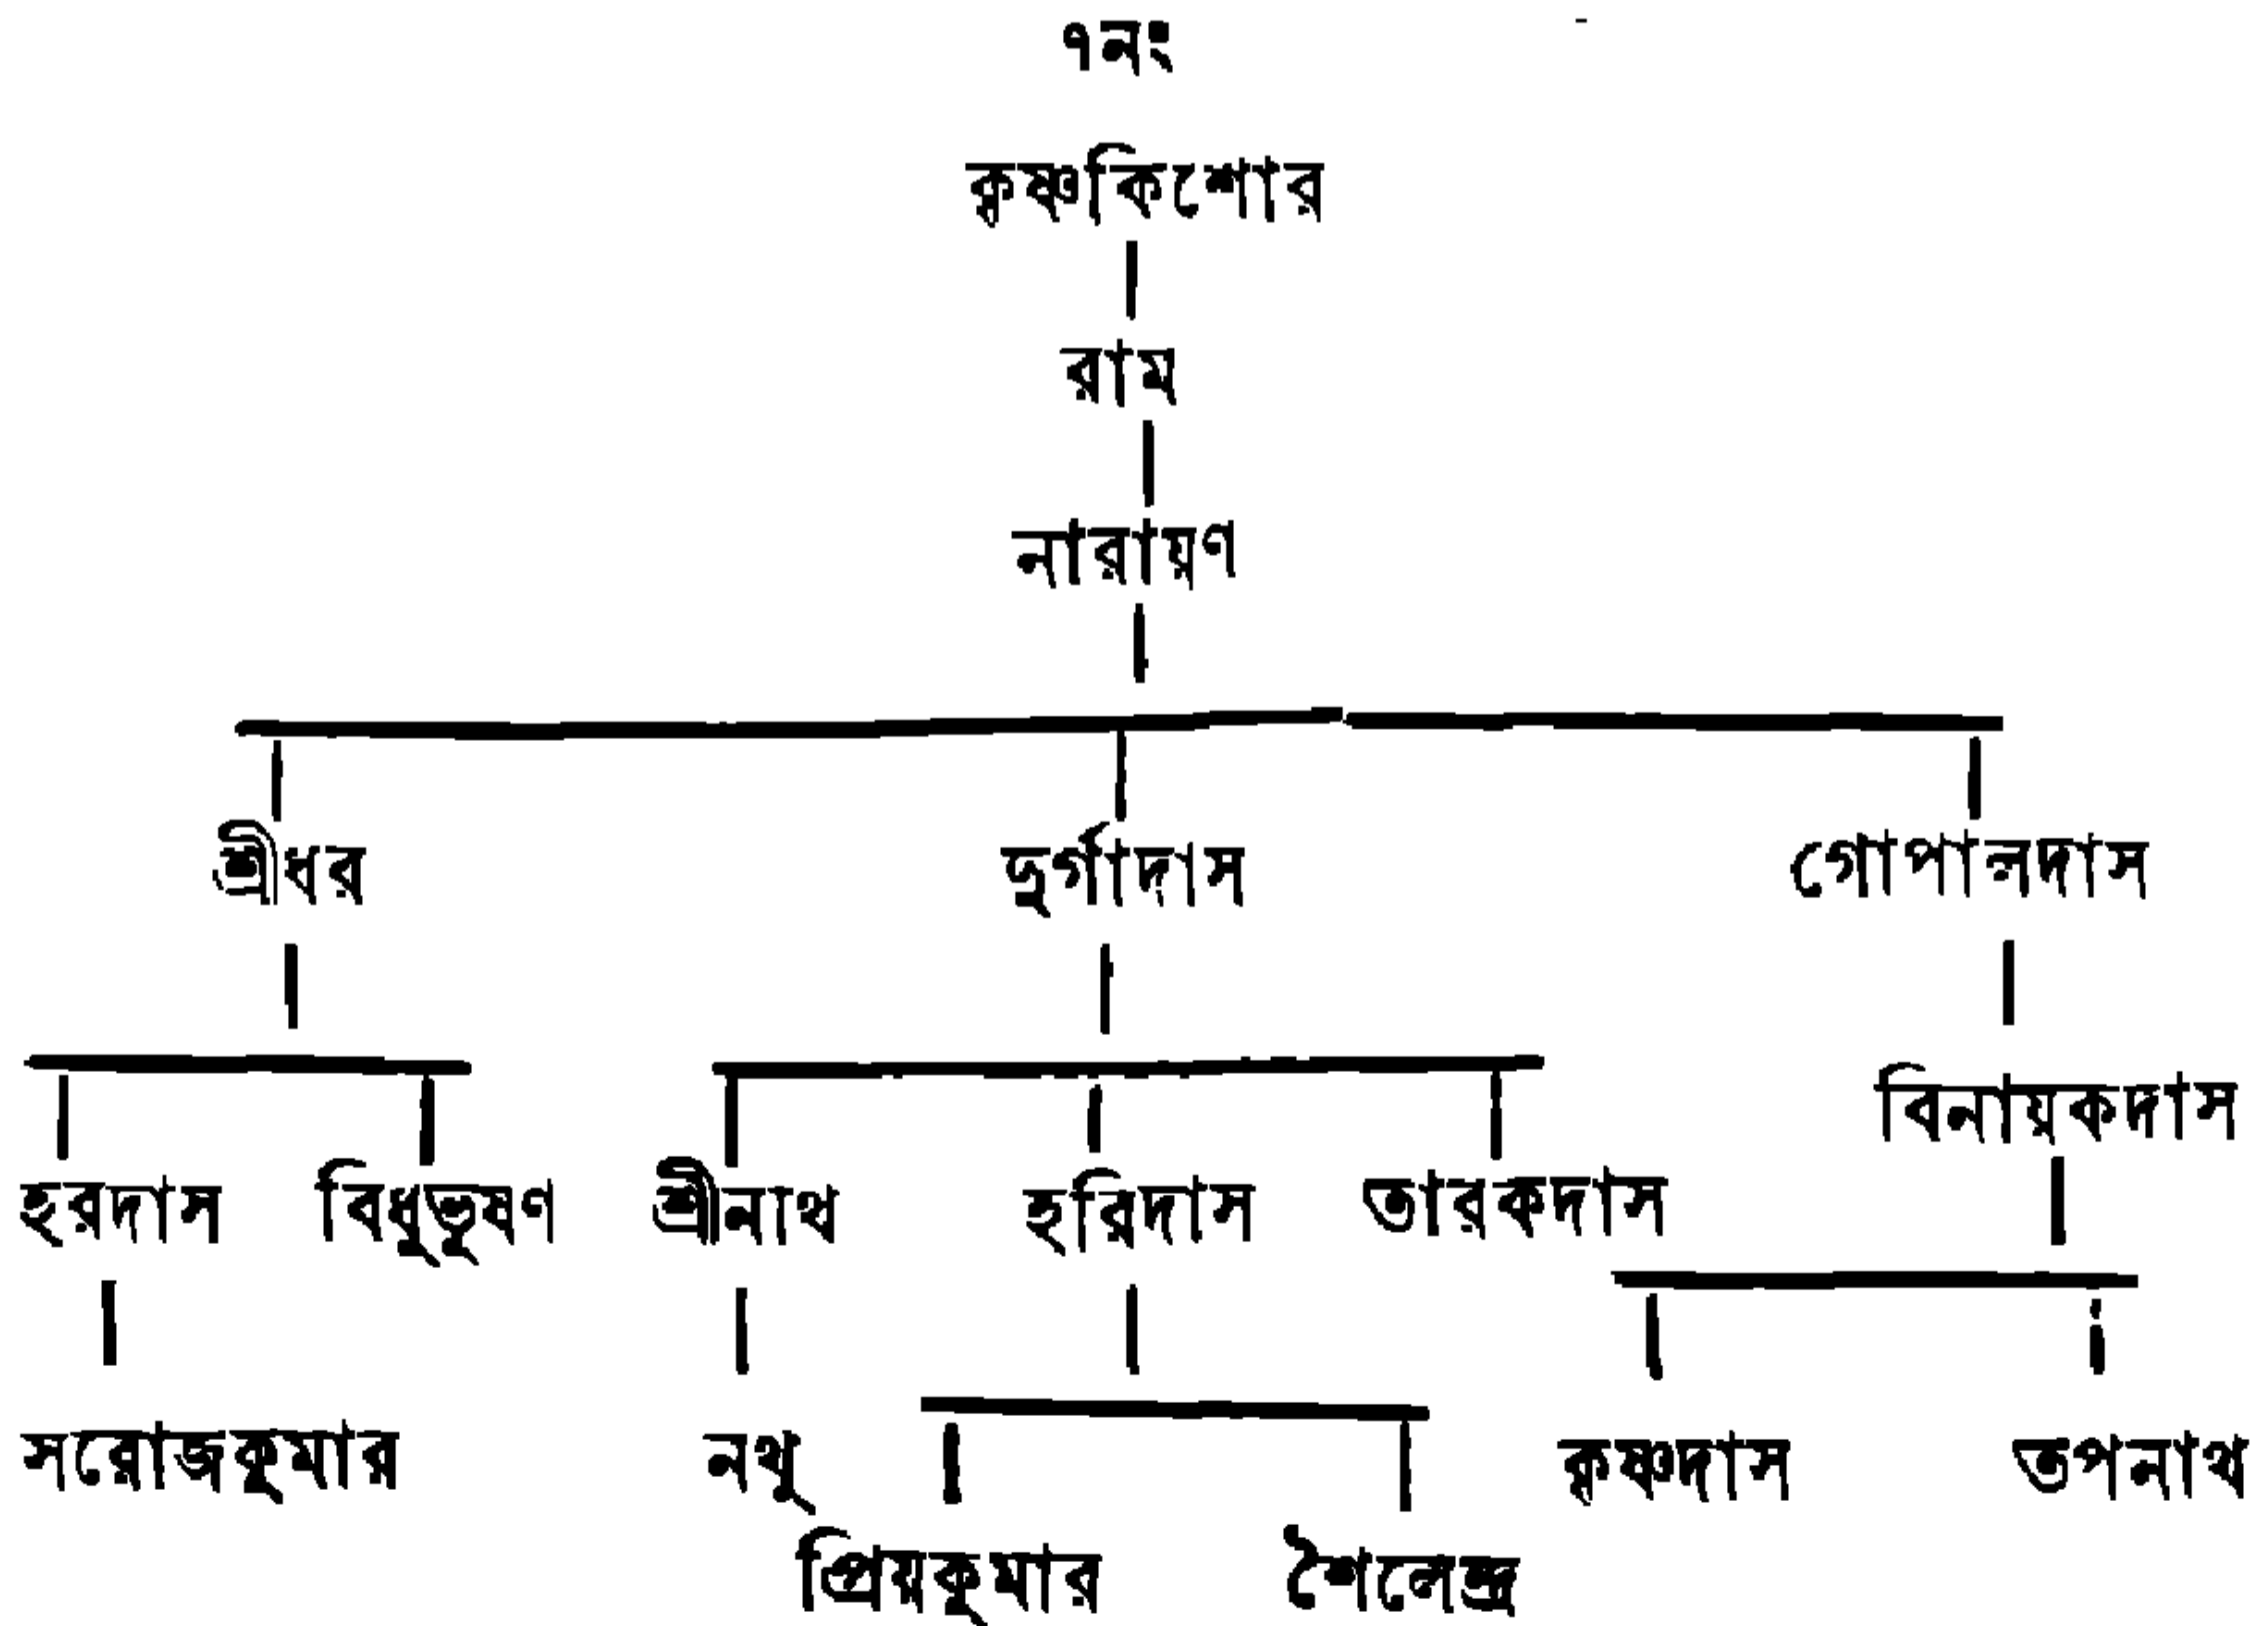 ৭নং
কৃষ্ণকিশোর
রাম
নারায়ণ
শ্রীধর দুর্গাদাস গোপালদাস
বিনায়কদাস
হরদাস বিধুভূষণ শ্রীনাথ হরিদাস তারকদাস
সরোজকুমার নথু কৃষ্ণদাস তপনাথ
প্রিয়কুমার শৈলেন্দ্র